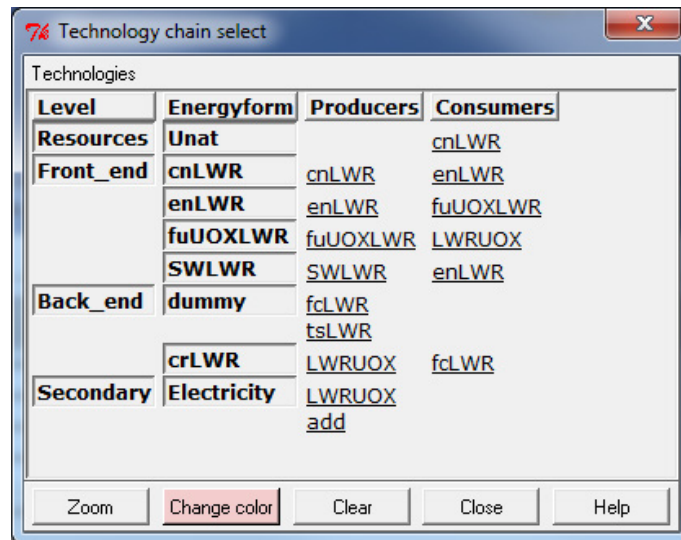 Technology chain select
Technologies
Level Energyform Producers Consumers
Resources Unat cnLWR
Front_end cnLWR cnLWR enLWR
enLWR enLWR fuUOXLWR
fuUOXLWR fuUOXLWR LWRUOX
SWLWR SWLWR enLWR
Back_end dummy fcLWR
tsLWR
crLWR LWRUOX fcLWR
Secondary Electricity LWRUOX
add
Zoom Change color Clear Close Help